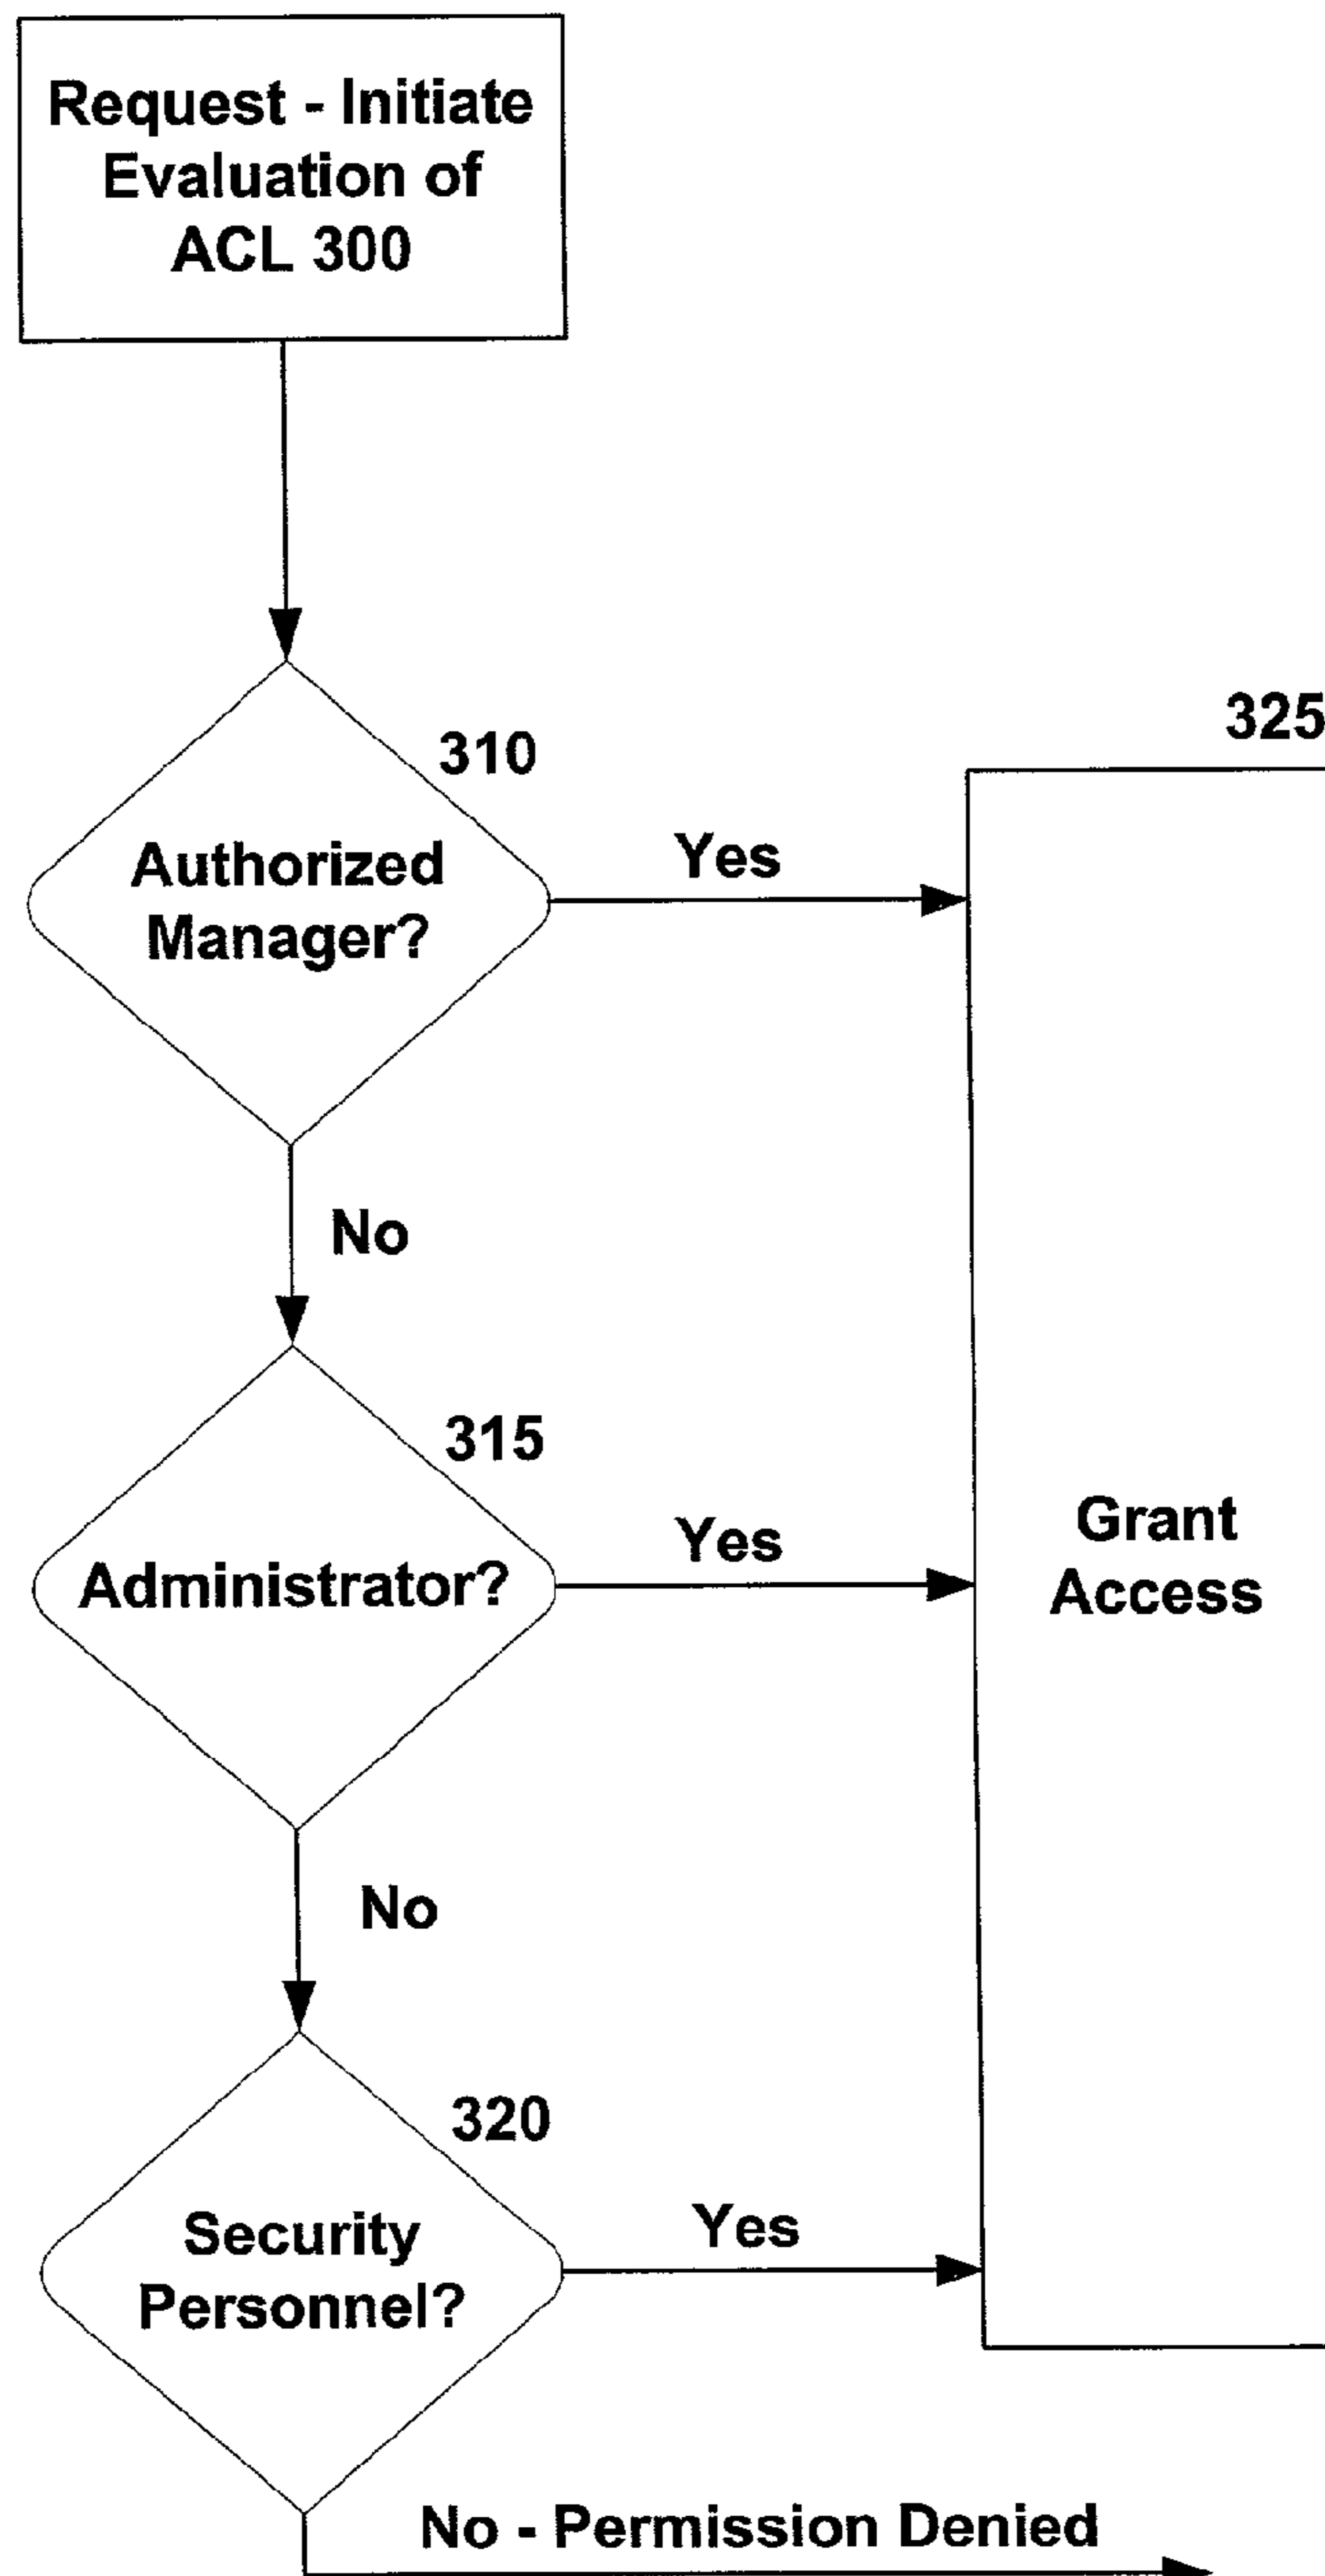 Request - Initiate
Evaluation of
ACL 300
310
325
Authorized
Manager?
Yes
No
315
Administrator?
Yes
Grant
Access
No
320
Security
Personnel?
Yes
No - Permission Denied